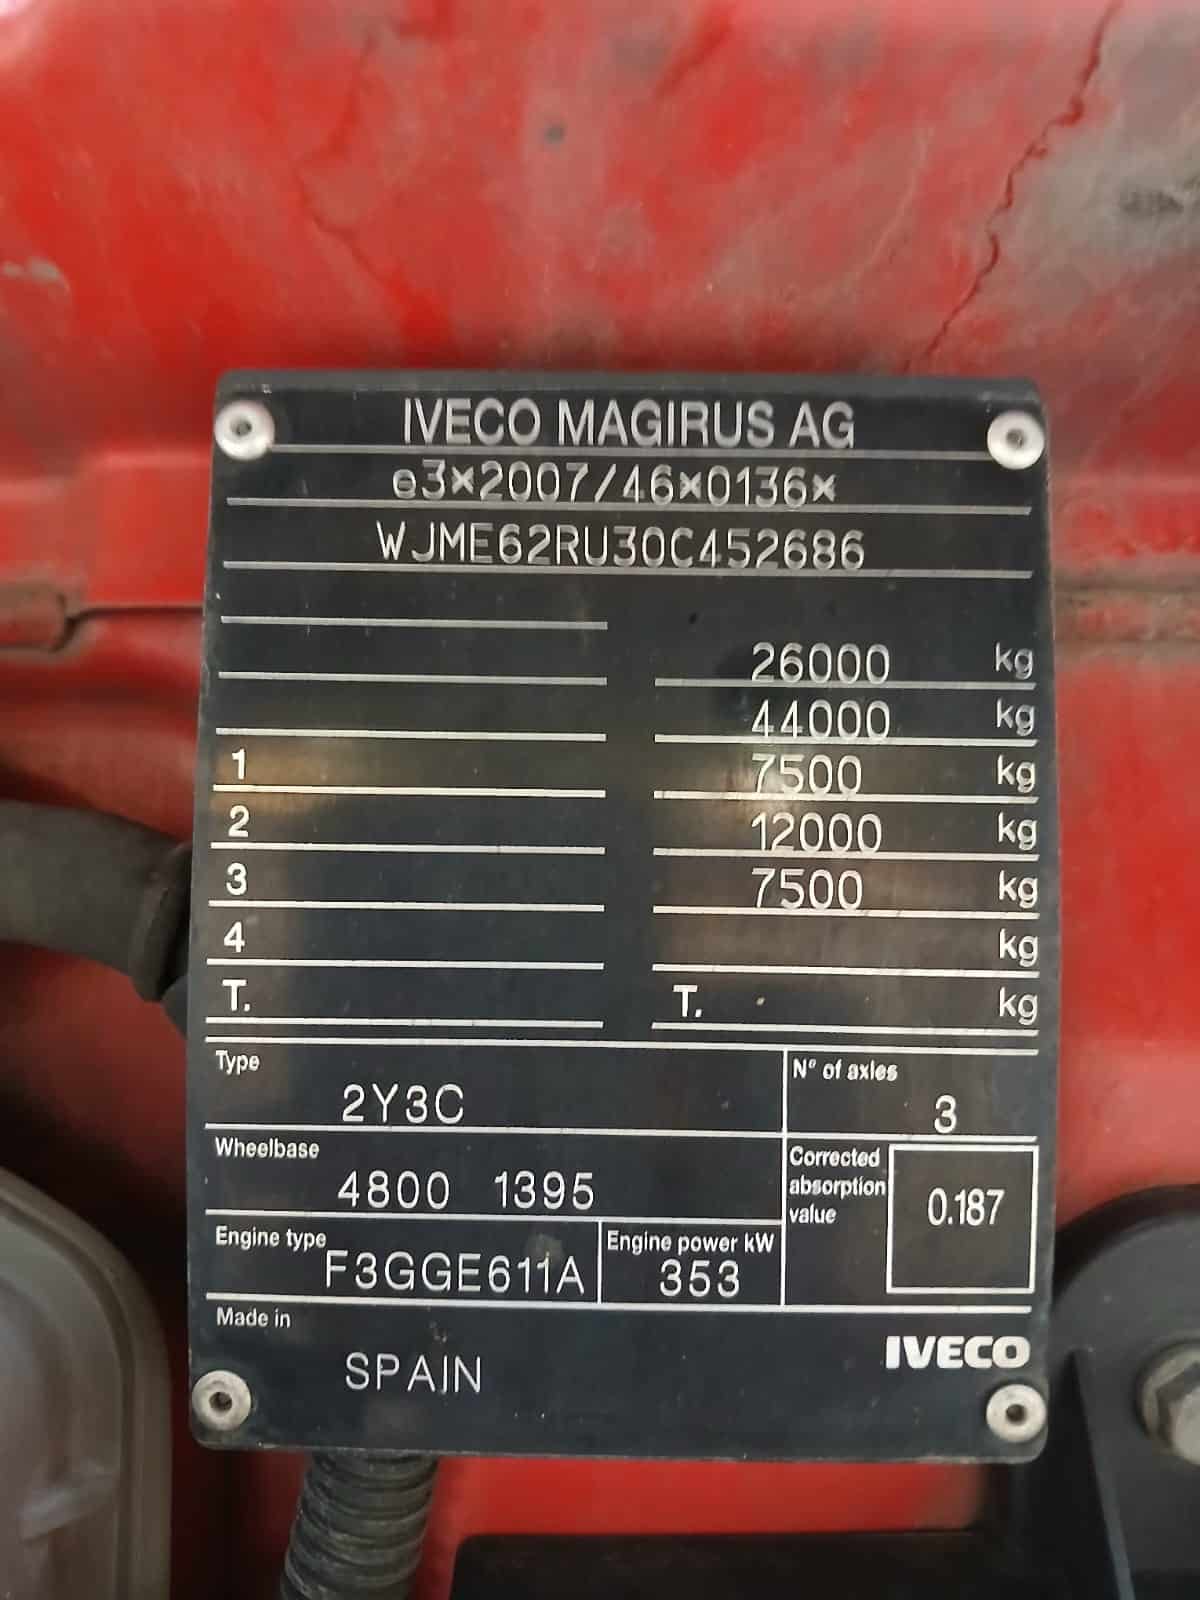 IVECO MAGIRUS AG
e3*2007/46*0136*
WJME62RU30C452686
26000 kg
44000 kg
1 7500 kg
2 12000 kg
3 7500 kg
4 kg
T. T. kg
Type 2Y3C
Nº of axles 3
Wheelbase 4800 1395
Corrected absorption value 0.187
Engine type F3GGE611A
Engine power kW 353
Made in SPAIN
IVECO